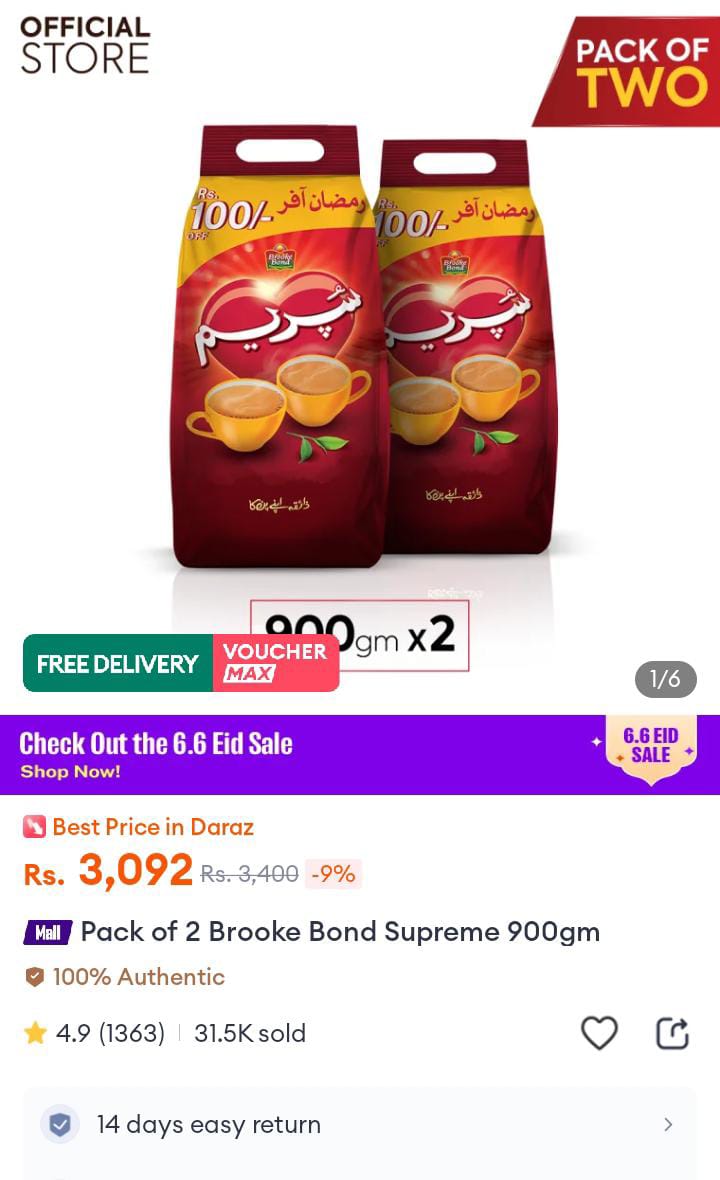 OFFICIAL
STORE
PACK OF
TWO
Rs.
100/-
OFF
رمضان آفر
Brooke
Bond
سُپریم
ذائقہ اپنے پن کا
Rs.
100/-
رمضان آفر
Brooke
Bond
سُپریم
ذائقہ اپنے پن کا
900gm x2
FREE DELIVERY
VOUCHER
MAX
1/6
Check Out the 6.6 Eid Sale
Shop Now!
6.6 EID
SALE
Best Price in Daraz
Rs. 3,092 Rs. 3,400 -9%
Mall Pack of 2 Brooke Bond Supreme 900gm
100% Authentic
4.9 (1363) 31.5K sold
14 days easy return